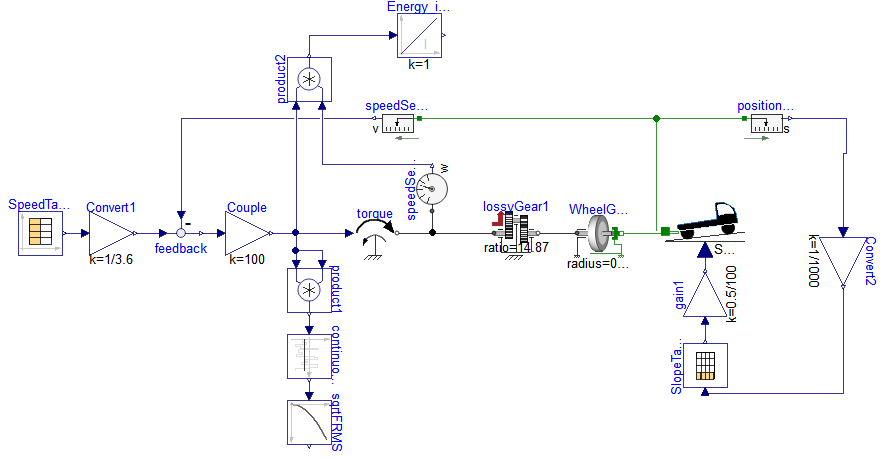 Energy_i...
k=1
product2
speedSe...
v
position...
s
speedSe...
w
SpeedTa...
Convert1
k=1/3.6
-
feedback
Couple
k=100
torque
lossyGear1
ratio=14.87
WheelG...
radius=0...
S...
gain1
k=0.5/100
Convert2
k=1/1000
product1
continuo...
SlopeTa...
sqrtFRMS